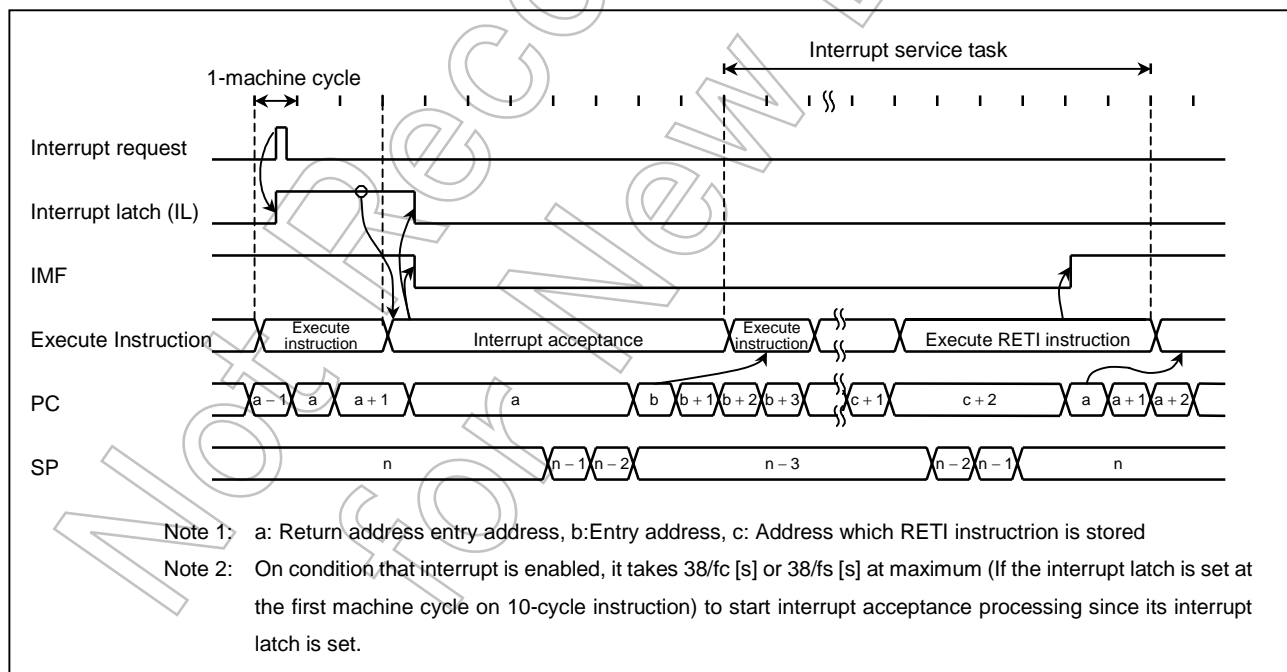 Interrupt service task
1-machine cycle
Interrupt request
Interrupt latch (IL)
IMF
Execute Instruction
Execute instruction
Interrupt acceptance
Execute instruction
Execute RETI instruction
PC
a − 1 a a + 1 a b b + 1 b + 2 b + 3 c + 1 c + 2 a a + 1 a + 2
SP
n n − 1 n − 2 n − 3 n − 2 n − 1 n
Note 1: a: Return address entry address, b:Entry address, c: Address which RETI instructrion is stored
Note 2: On condition that interrupt is enabled, it takes 38/fc [s] or 38/fs [s] at maximum (If the interrupt latch is set at
the first machine cycle on 10-cycle instruction) to start interrupt acceptance processing since its interrupt
latch is set.
Not Reco
for New